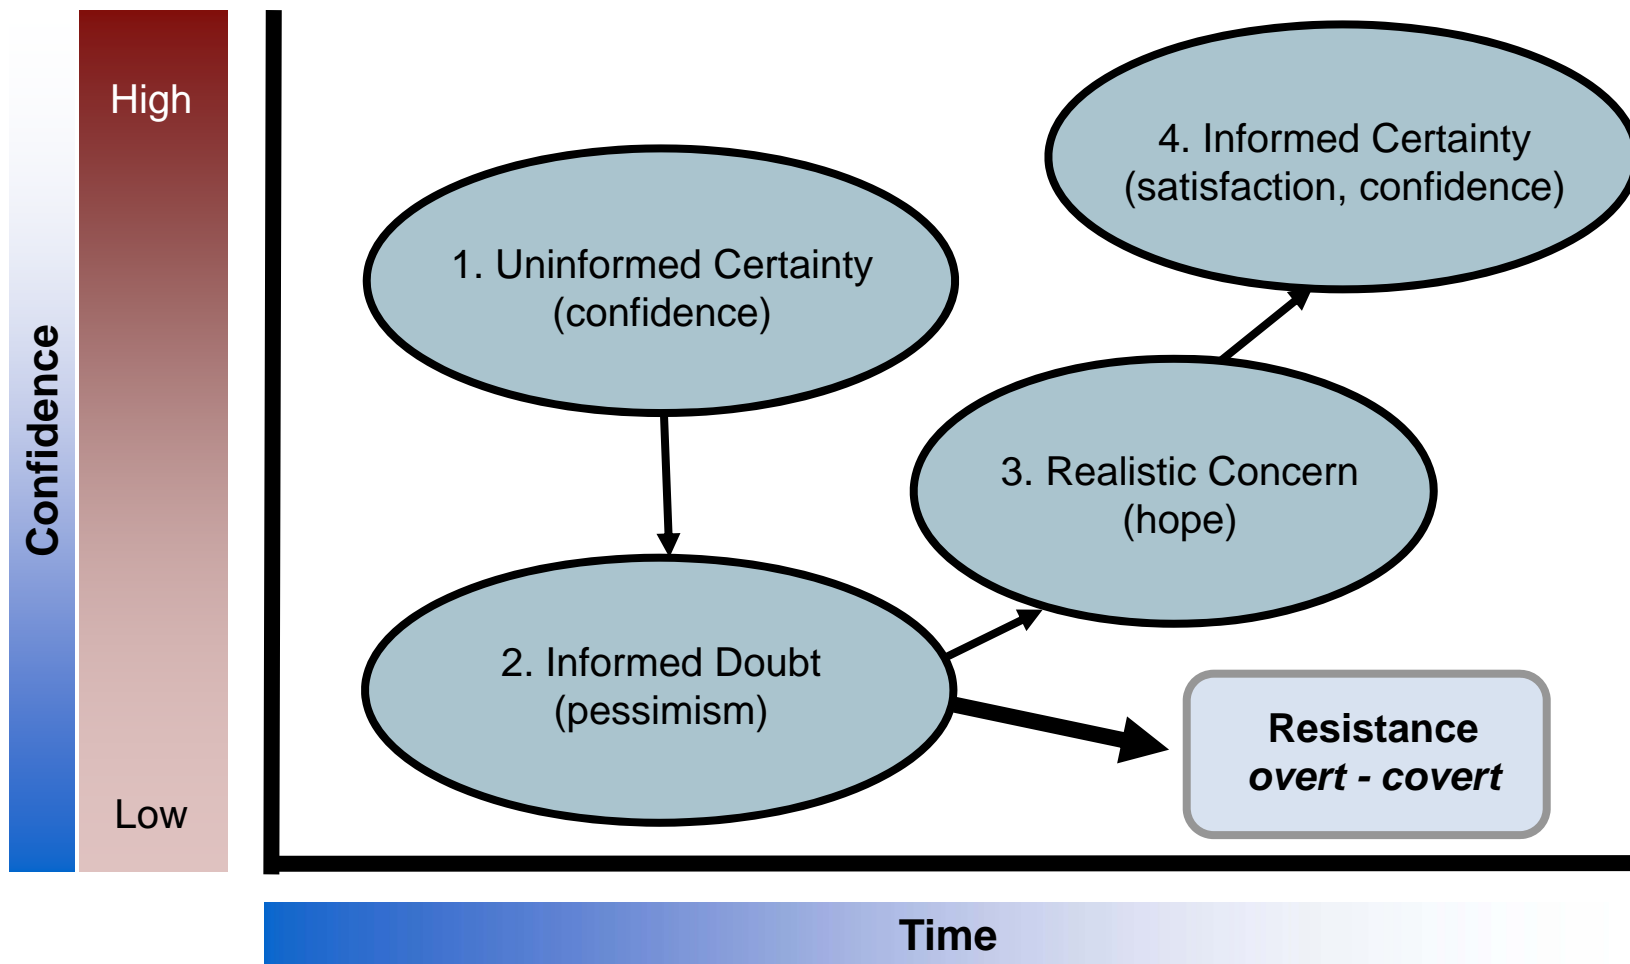 High
4. Informed Certainty
(satisfaction, confidence)
1. Uninformed Certainty
(confidence)
Confidence
3. Realistic Concern
(hope)
2. Informed Doubt
(pessimism)
Resistance
overt - covert
Low
Time